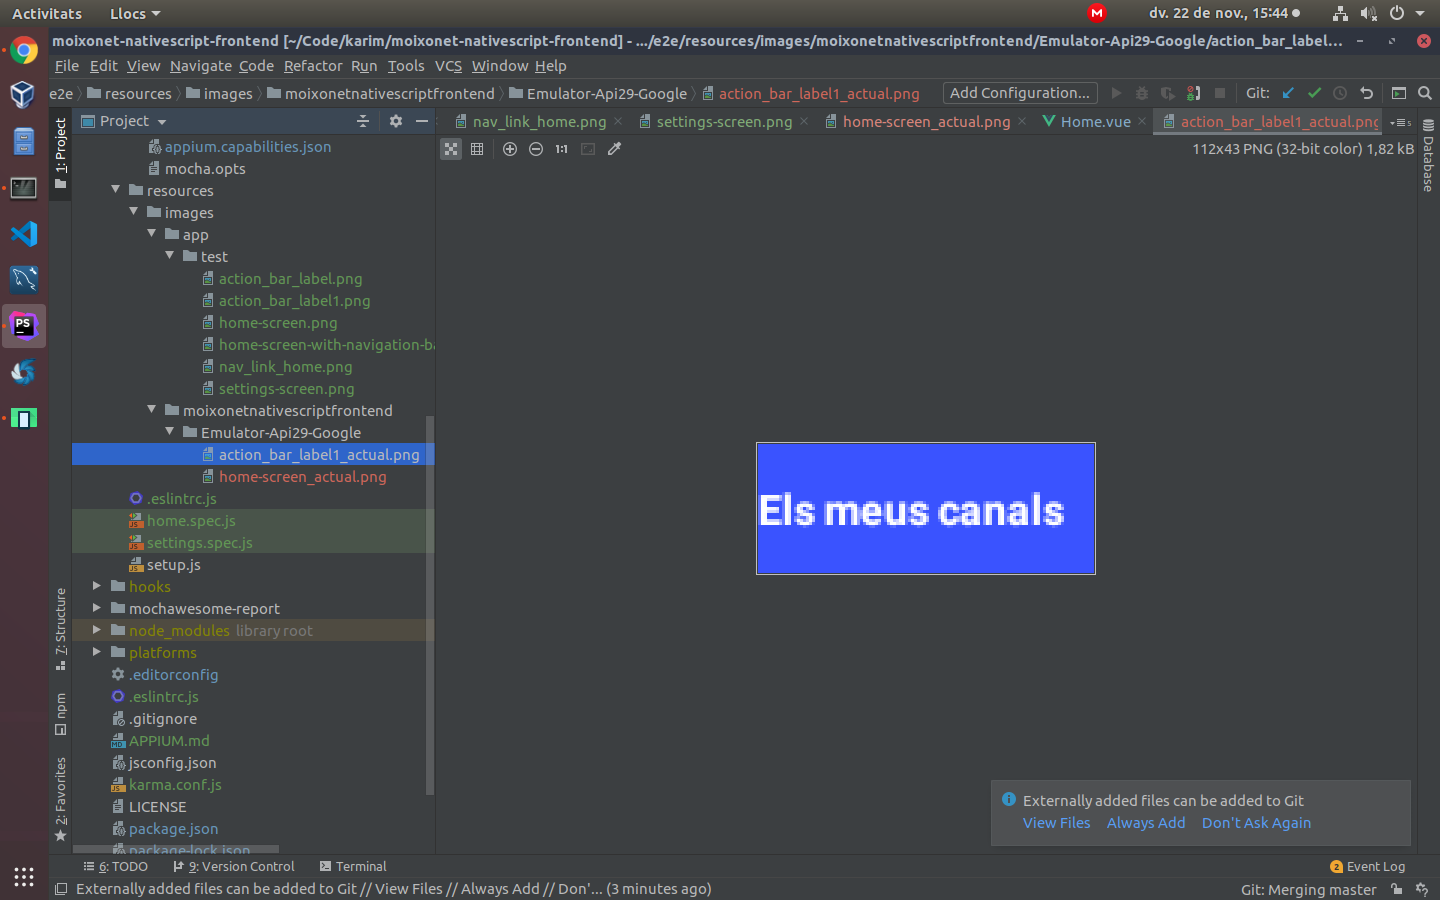 Activitats
Llocs
dv. 22 de nov., 15:44
moixonet-nativescript-frontend [~/Code/karim/moixonet-nativescript-frontend] - .../e2e/resources/images/moixonetnativescriptfrontend/Emulator-Api29-Google/action_bar_label...
File Edit View Navigate Code Refactor Run Tools VCS Window Help
e2e resources images moixonetnativescriptfrontend Emulator-Api29-Google action_bar_label1_actual.png Add Configuration... Git:
1: Project
Project
nav_link_home.png settings-screen.png home-screen_actual.png Home.vue action_bar_label1_actual.png
5
1:1
112x43 PNG (32-bit color) 1,82 kB
Database
appium.capabilities.json
mocha.opts
resources
images
app
test
action_bar_label.png
action_bar_label1.png
home-screen.png
home-screen-with-navigation-ba
nav_link_home.png
settings-screen.png
moixonetnativescriptfrontend
Emulator-Api29-Google
action_bar_label1_actual.png
home-screen_actual.png
.eslintrc.js
home.spec.js
settings.spec.js
setup.js
hooks
mochawesome-report
node_modules library root
platforms
.editorconfig
.eslintrc.js
.gitignore
APPIUM.md
jsconfig.json
karma.conf.js
LICENSE
package.json
package-lock.json
Els meus canals
PS
7: Structure
npm
2: Favorites
Externally added files can be added to Git
View Files Always Add Don't Ask Again
6: TODO 9: Version Control Terminal
2 Event Log
Externally added files can be added to Git // View Files // Always Add // Don'... (3 minutes ago)
Git: Merging master